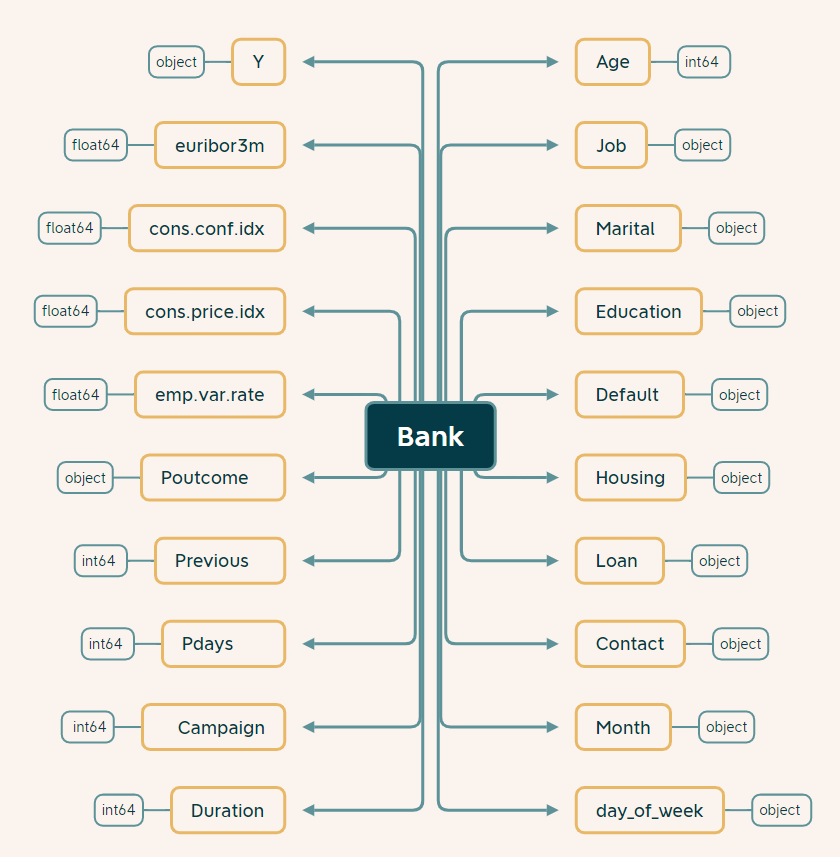 object Y
float64 euribor3m
float64 cons.conf.idx
float64 cons.price.idx
float64 emp.var.rate
object Poutcome
int64 Previous
int64 Pdays
int64 Campaign
int64 Duration
Bank
Age int64
Job object
Marital object
Education object
Default object
Housing object
Loan object
Contact object
Month object
day_of_week object